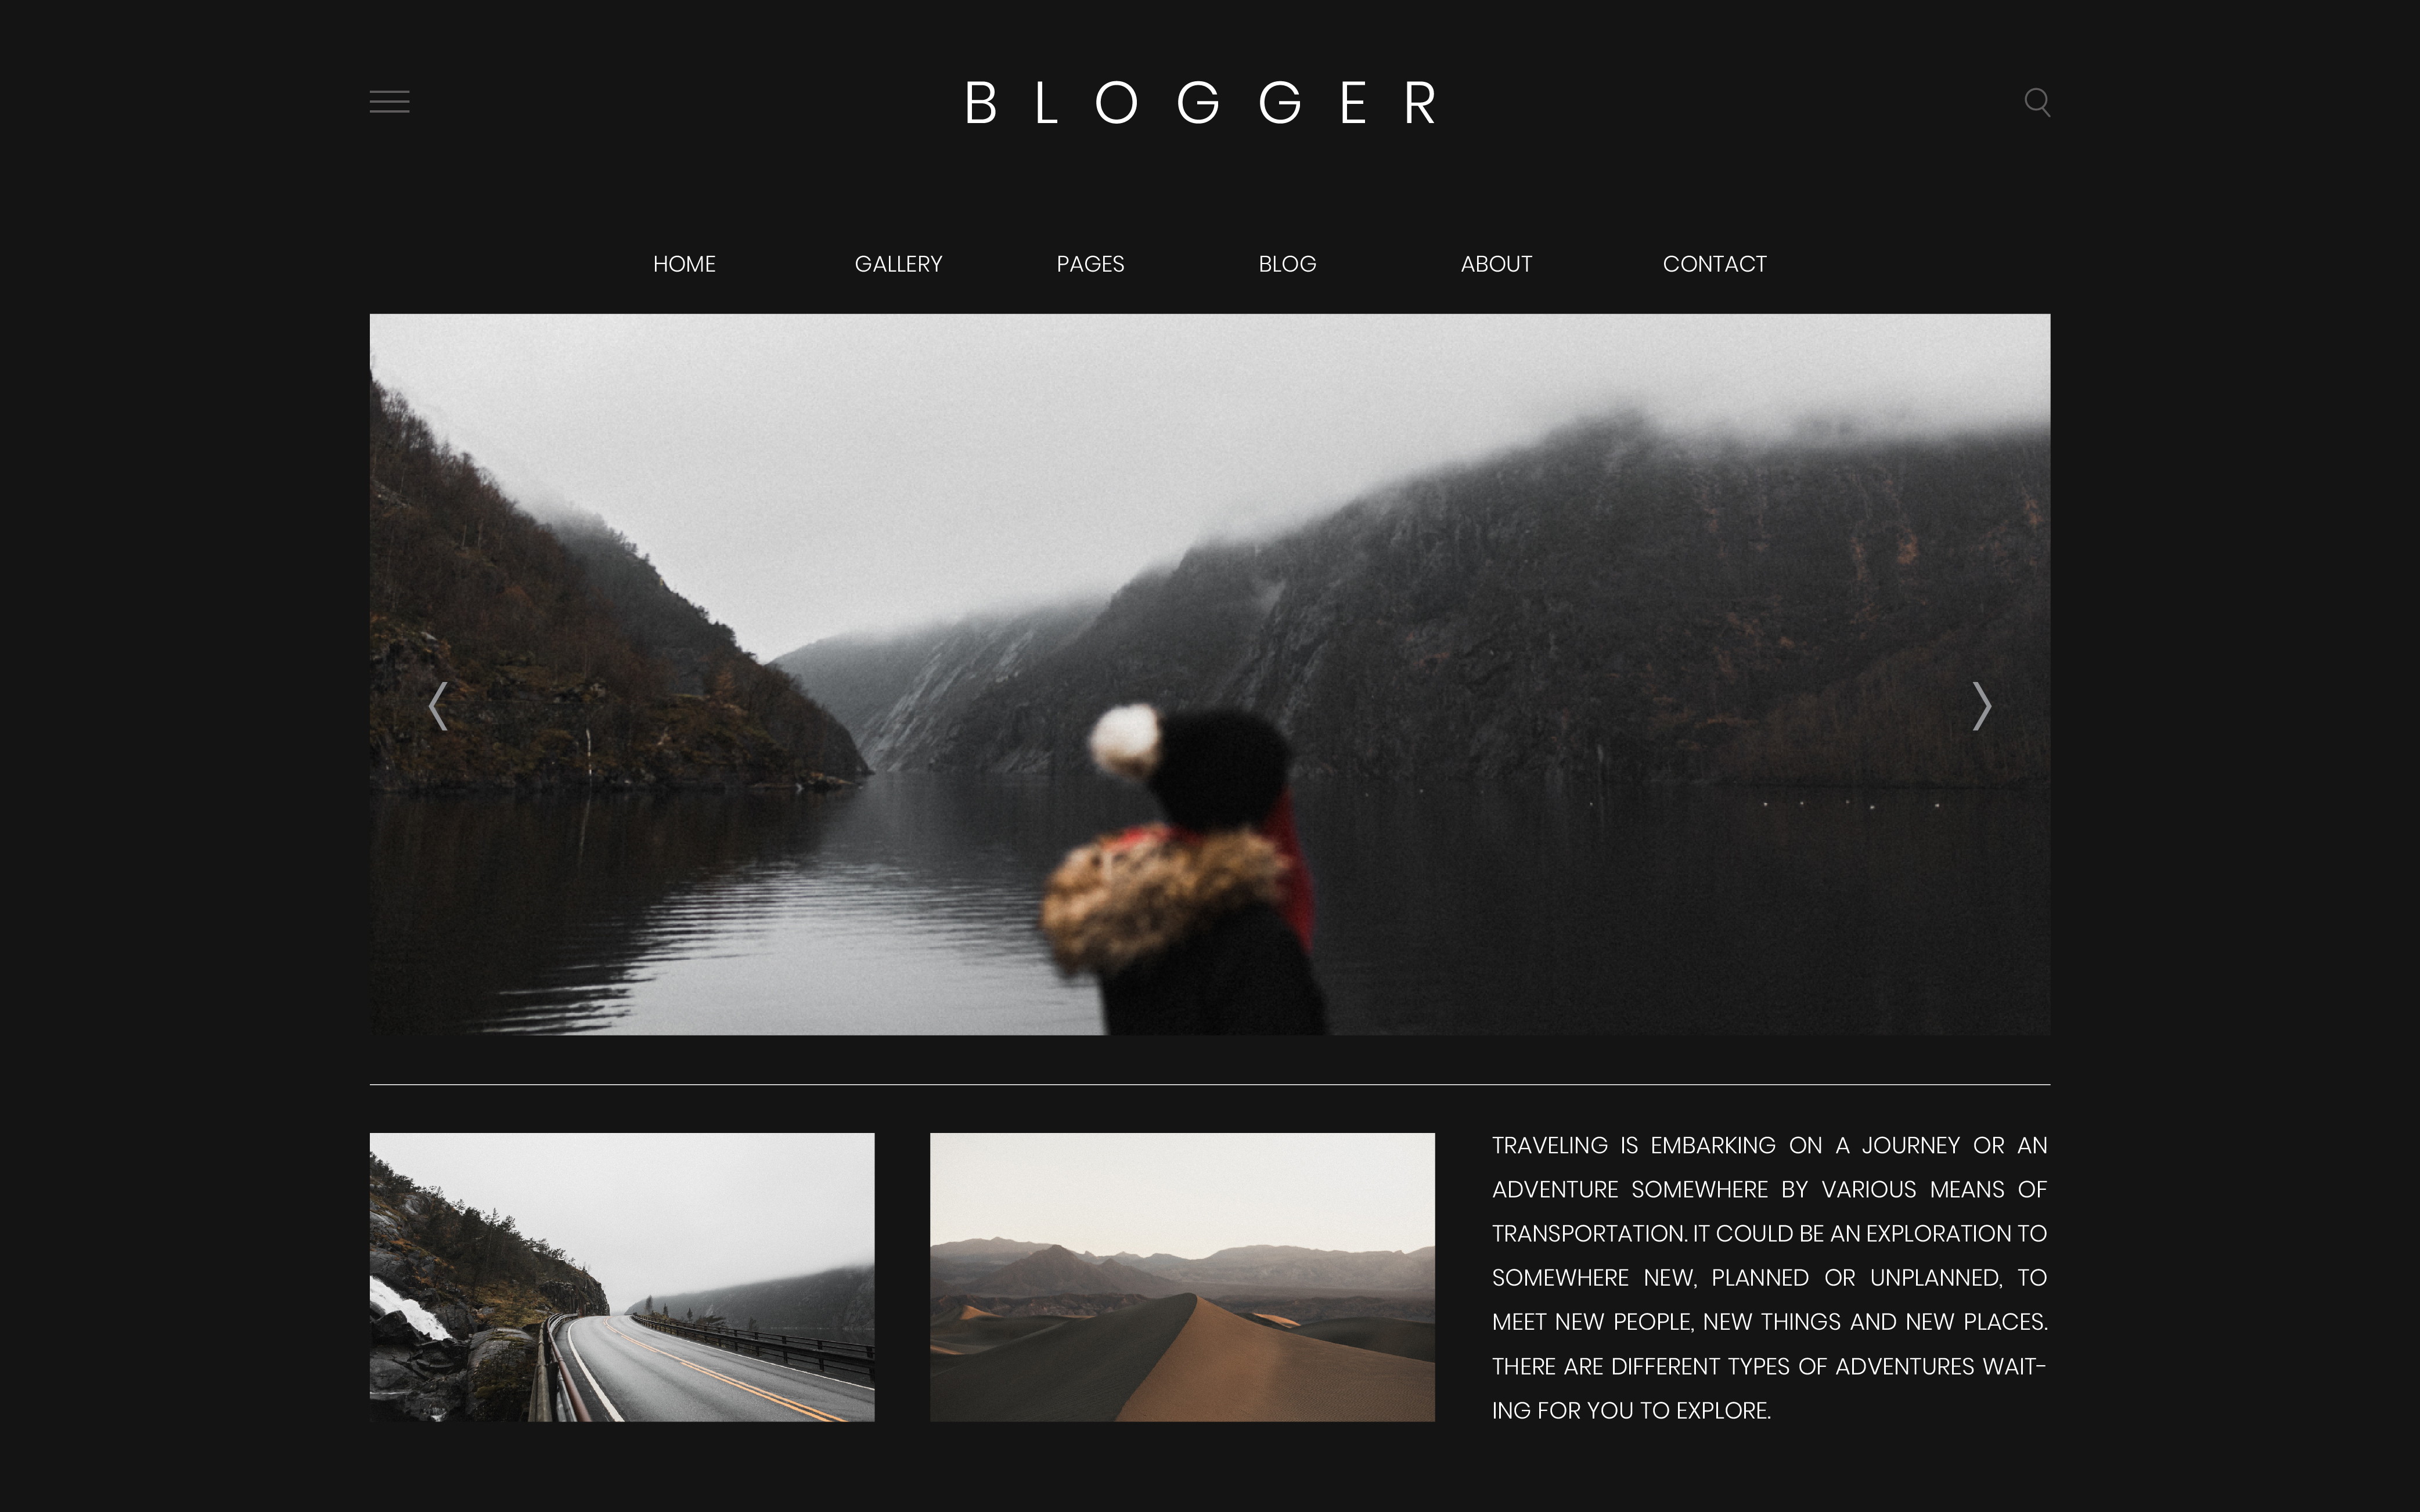 BLOGGER
HOME GALLERY PAGES BLOG ABOUT CONTACT
TRAVELING IS EMBARKING ON A JOURNEY OR AN
ADVENTURE SOMEWHERE BY VARIOUS MEANS OF
TRANSPORTATION. IT COULD BE AN EXPLORATION TO
SOMEWHERE NEW, PLANNED OR UNPLANNED, TO
MEET NEW PEOPLE, NEW THINGS AND NEW PLACES.
THERE ARE DIFFERENT TYPES OF ADVENTURES WAIT-
ING FOR YOU TO EXPLORE.